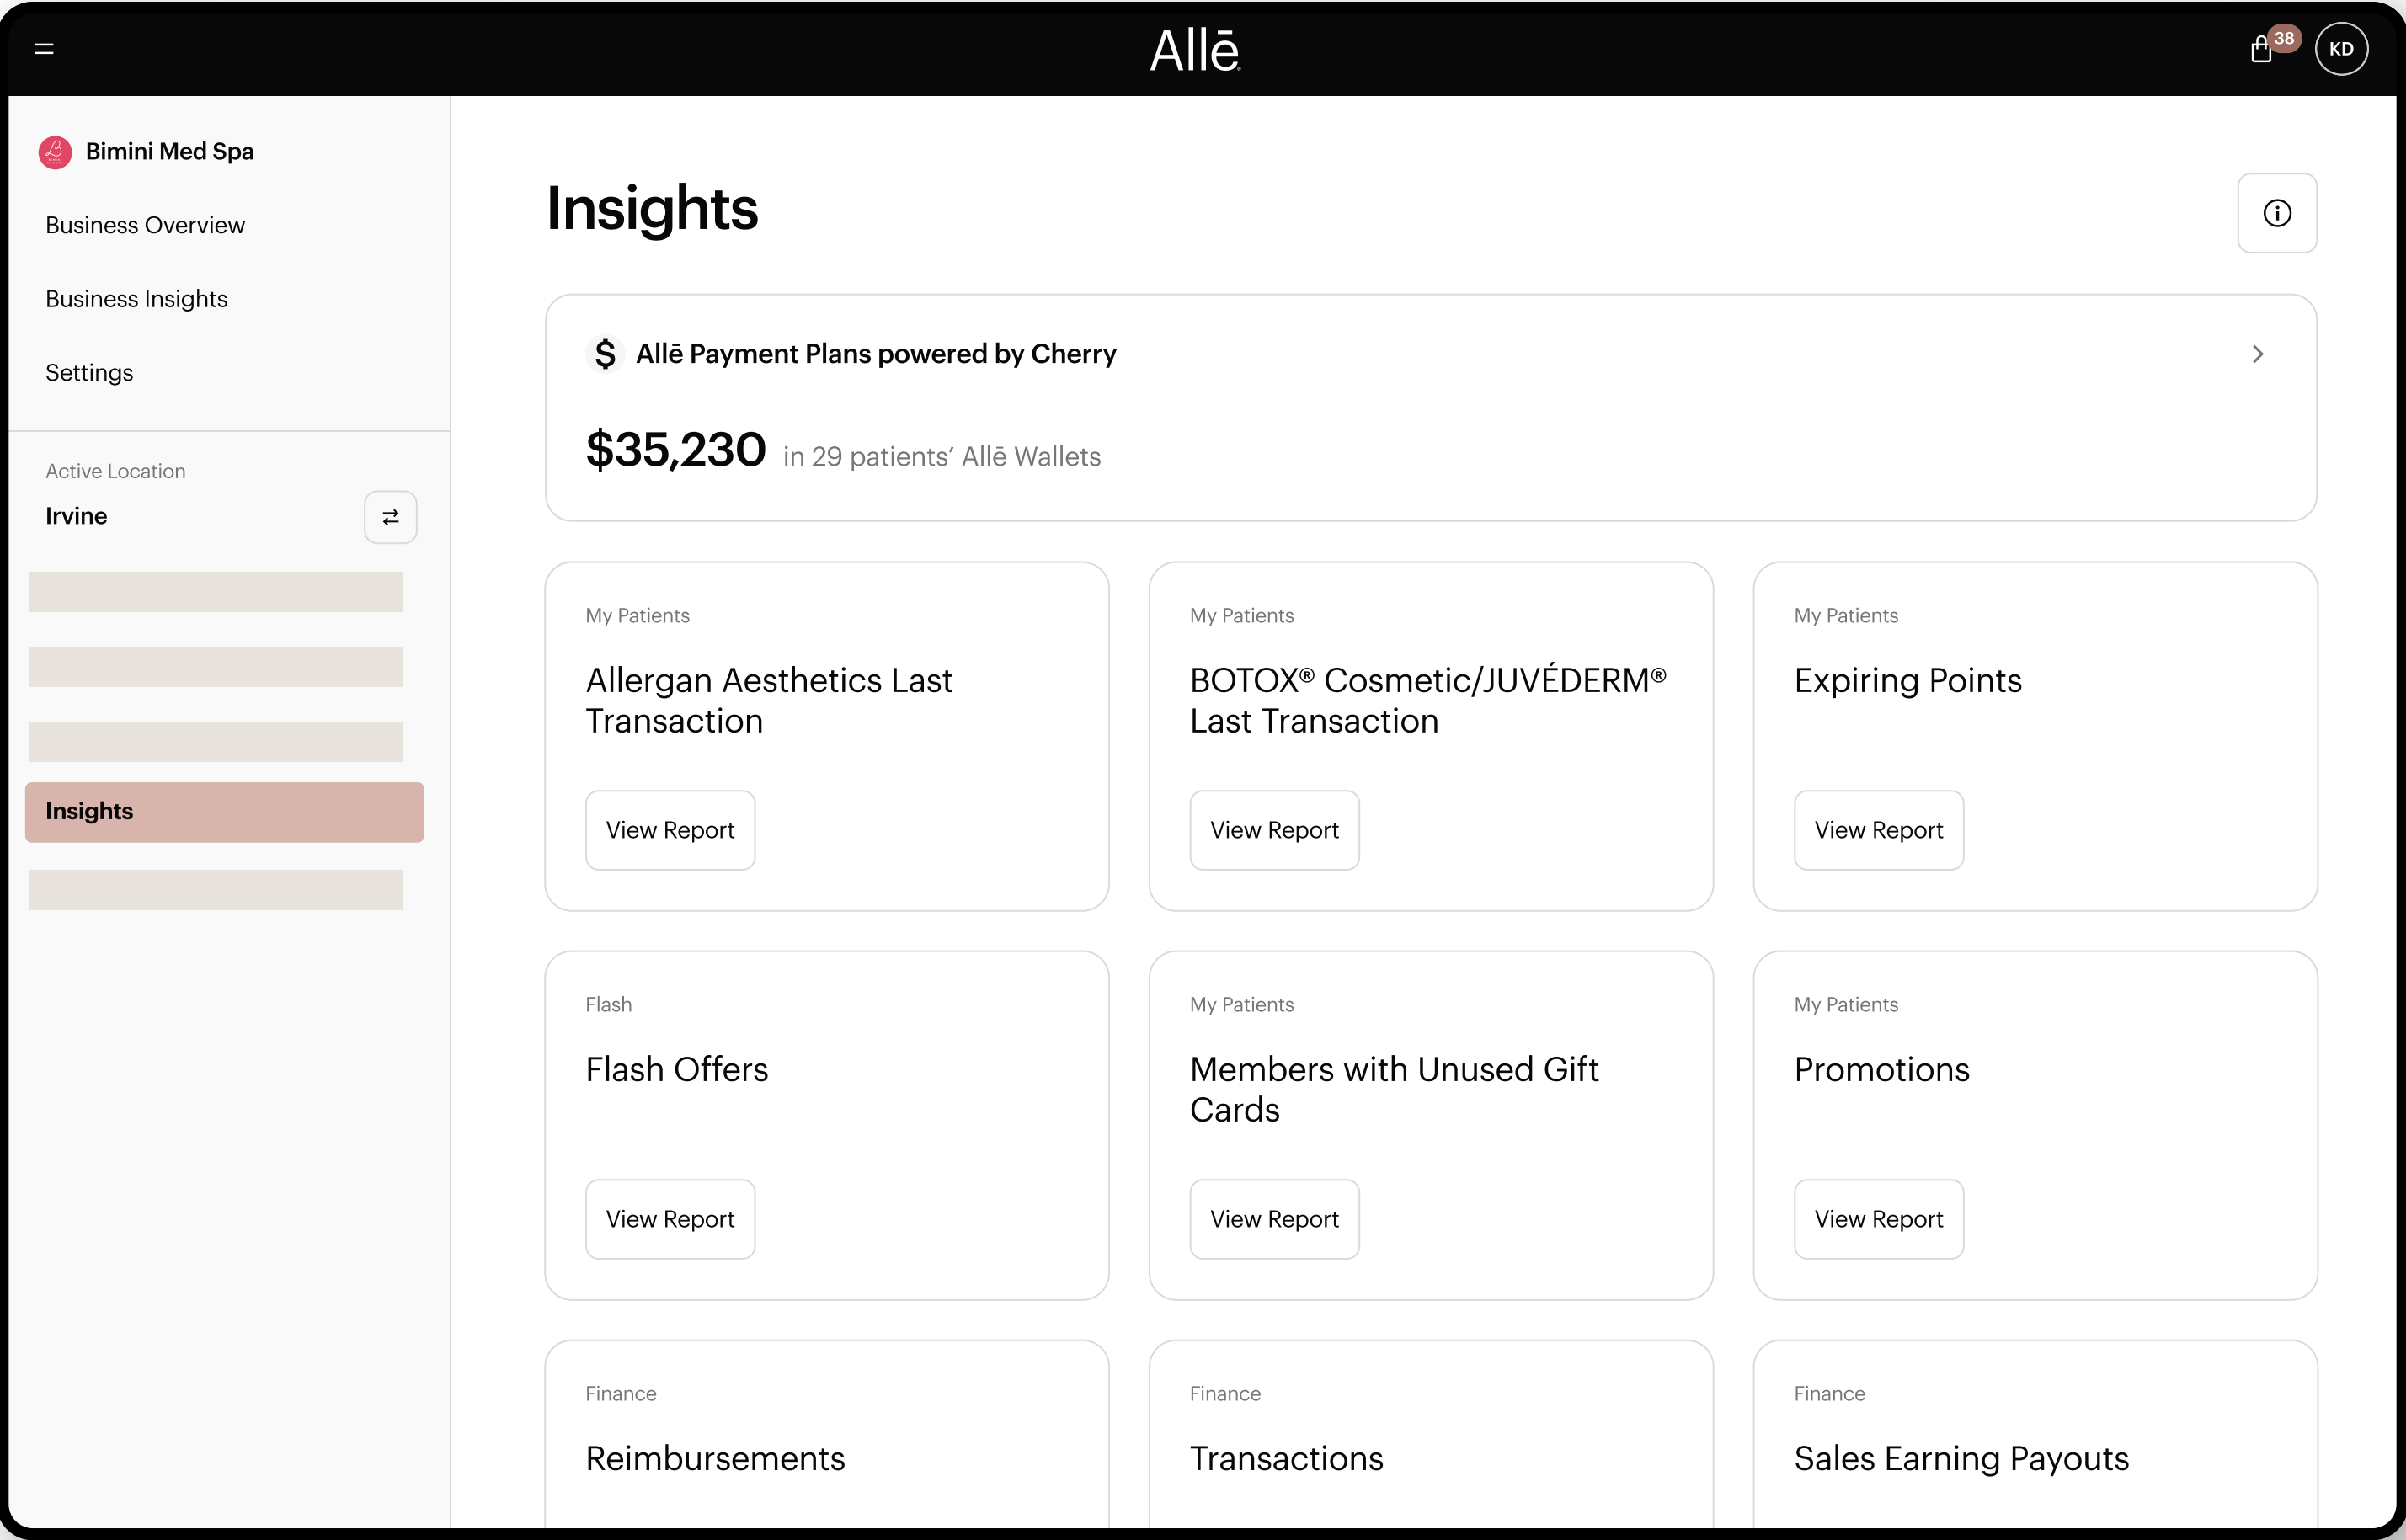 Allē
38
KD
Bimini Med Spa
Business Overview
Business Insights
Settings
Active Location
Irvine
Insights
Insights
$ Allē Payment Plans powered by Cherry
$35,230 in 29 patients’ Allē Wallets
My Patients
Allergan Aesthetics Last
Transaction
View Report
My Patients
BOTOX® Cosmetic/JUVÉDERM®
Last Transaction
View Report
My Patients
Expiring Points
View Report
Flash
Flash Offers
View Report
My Patients
Members with Unused Gift
Cards
View Report
My Patients
Promotions
View Report
Finance
Reimbursements
Finance
Transactions
Finance
Sales Earning Payouts